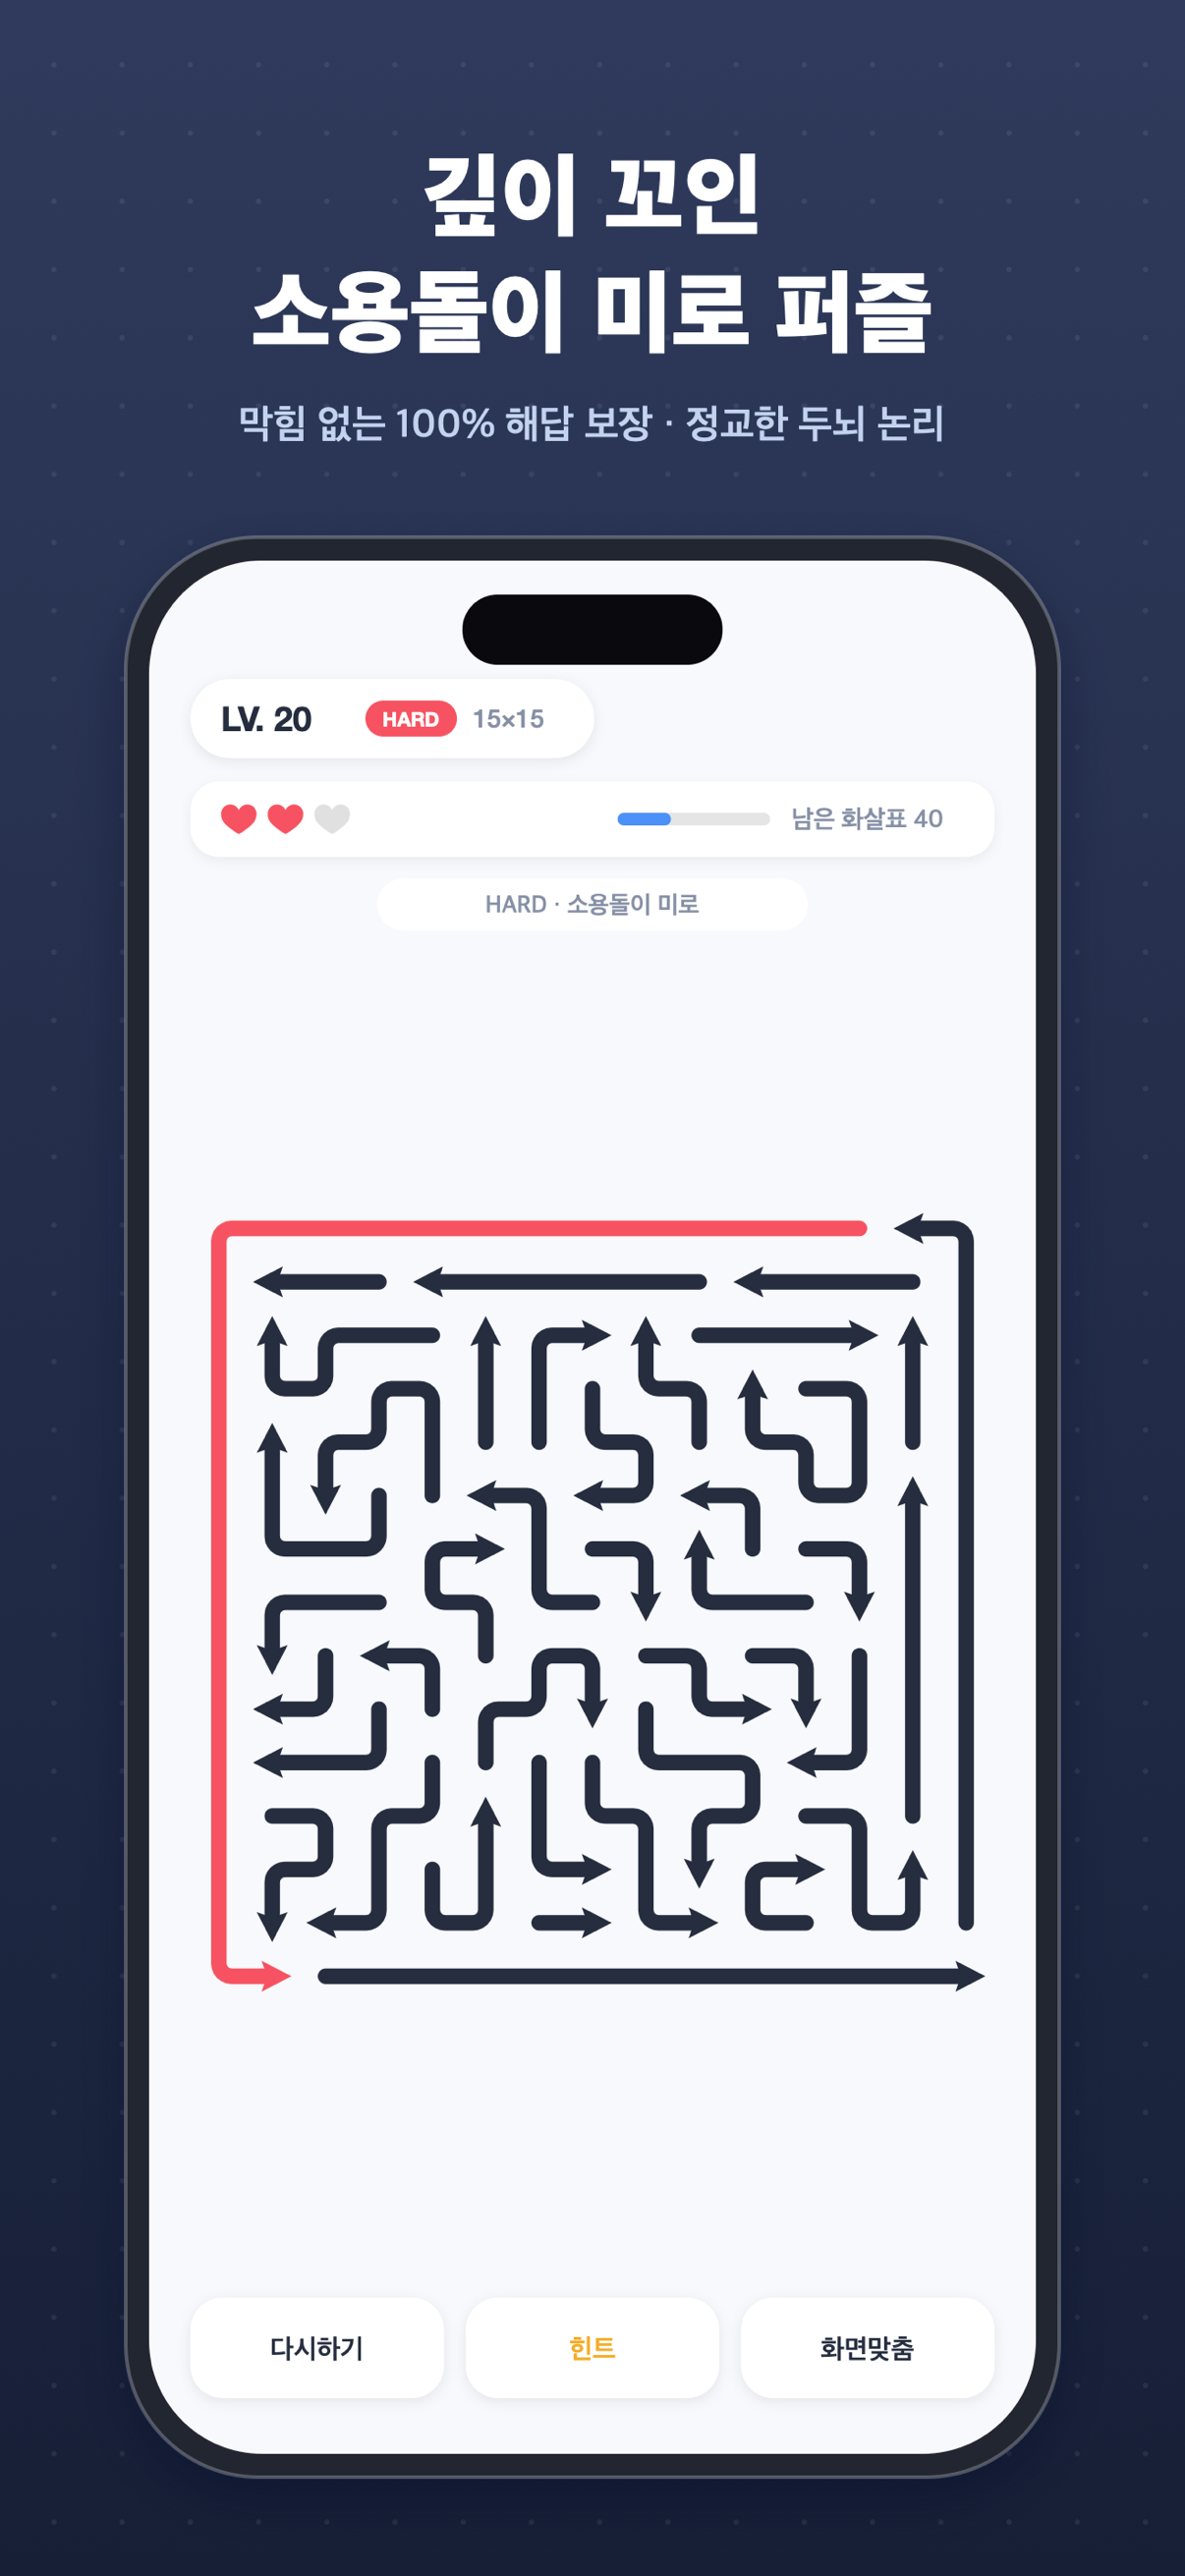 깊이 꼬인
소용돌이 미로 퍼즐
막힘 없는 100% 해답 보장 · 정교한 두뇌 논리
LV. 20 HARD 15×15
남은 화살표 40
HARD · 소용돌이 미로
다시하기 힌트 화면맞춤